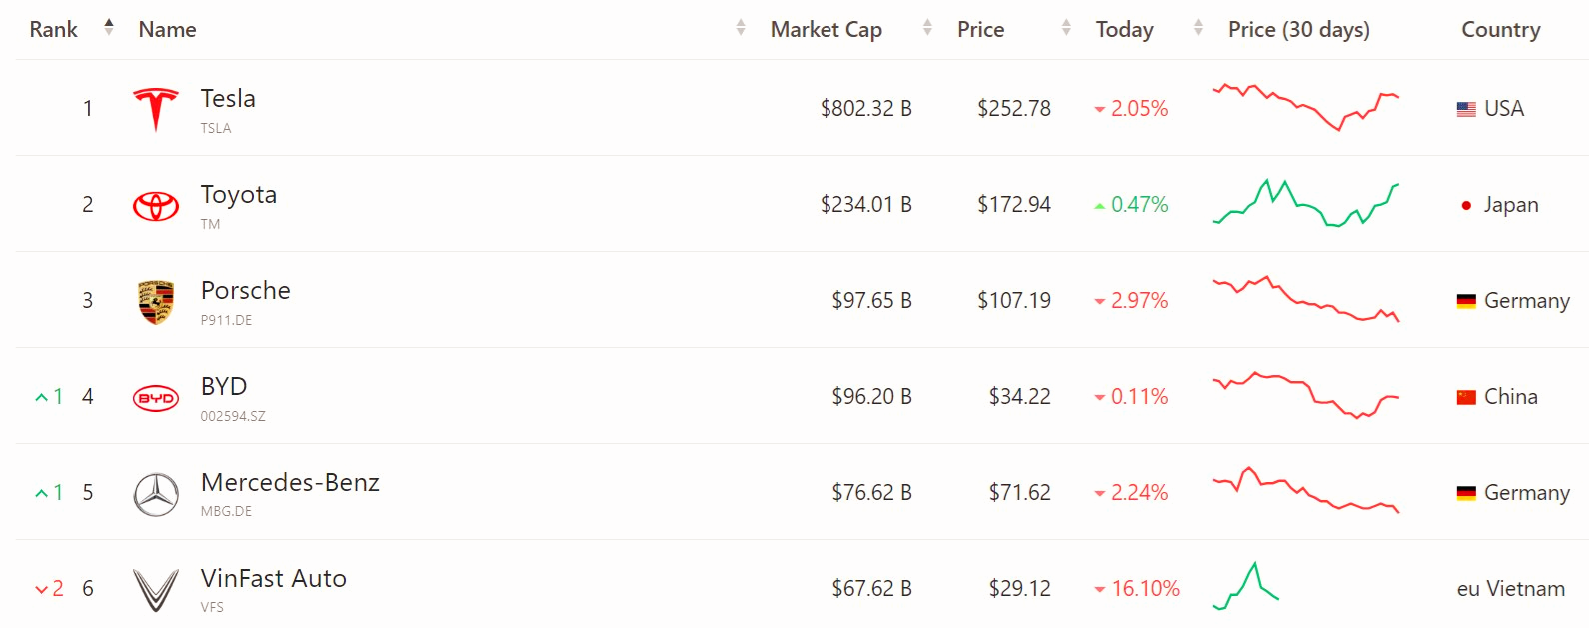 Rank Name Market Cap Price Today Price (30 days) Country
1 Tesla $802.32 B $252.78 2.05% USA
TSLA
2 Toyota $234.01 B $172.94 0.47% Japan
TM
3 Porsche $97.65 B $107.19 2.97% Germany
P911.DE
1 4 BYD $96.20 B $34.22 0.11% China
002594.SZ
1 5 Mercedes-Benz $76.62 B $71.62 2.24% Germany
MBG.DE
2 6 VinFast Auto $67.62 B $29.12 16.10% eu Vietnam
VFS
PORSCHE
BYD